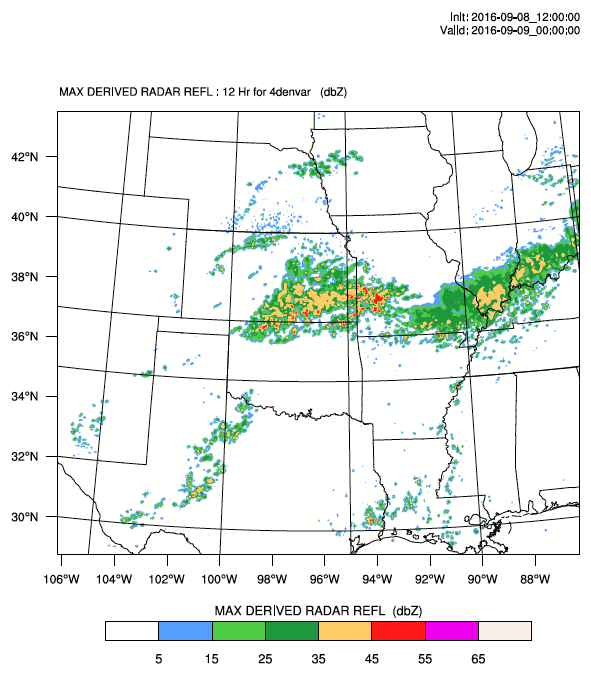 Init: 2016-09-08_12:00:00
Valid: 2016-09-09_00:00:00
MAX DERIVED RADAR REFL : 12 Hr for 4denvar (dbZ)
42°N
40°N
38°N
36°N
34°N
32°N
30°N
106°W 104°W 102°W 100°W 98°W 96°W 94°W 92°W 90°W 88°W
MAX DERIVED RADAR REFL (dbZ)
5 15 25 35 45 55 65